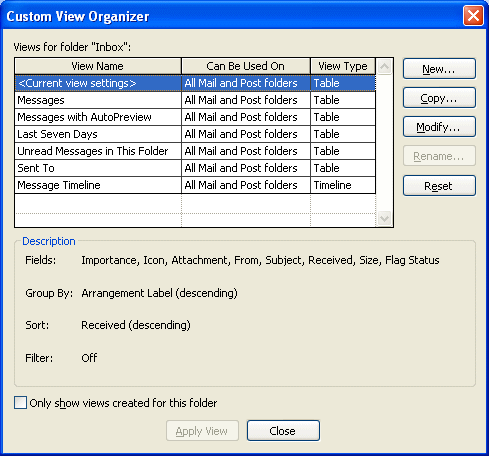 Custom View Organizer
Views for folder "Inbox":
View Name Can Be Used On View Type
<Current view settings> All Mail and Post folders Table
Messages All Mail and Post folders Table
Messages with AutoPreview All Mail and Post folders Table
Last Seven Days All Mail and Post folders Table
Unread Messages in This Folder All Mail and Post folders Table
Sent To All Mail and Post folders Table
Message Timeline All Mail and Post folders Timeline
New...
Copy...
Modify...
Rename...
Reset
Description
Fields: Importance, Icon, Attachment, From, Subject, Received, Size, Flag Status
Group By: Arrangement Label (descending)
Sort: Received (descending)
Filter: Off
Only show views created for this folder
Apply View Close